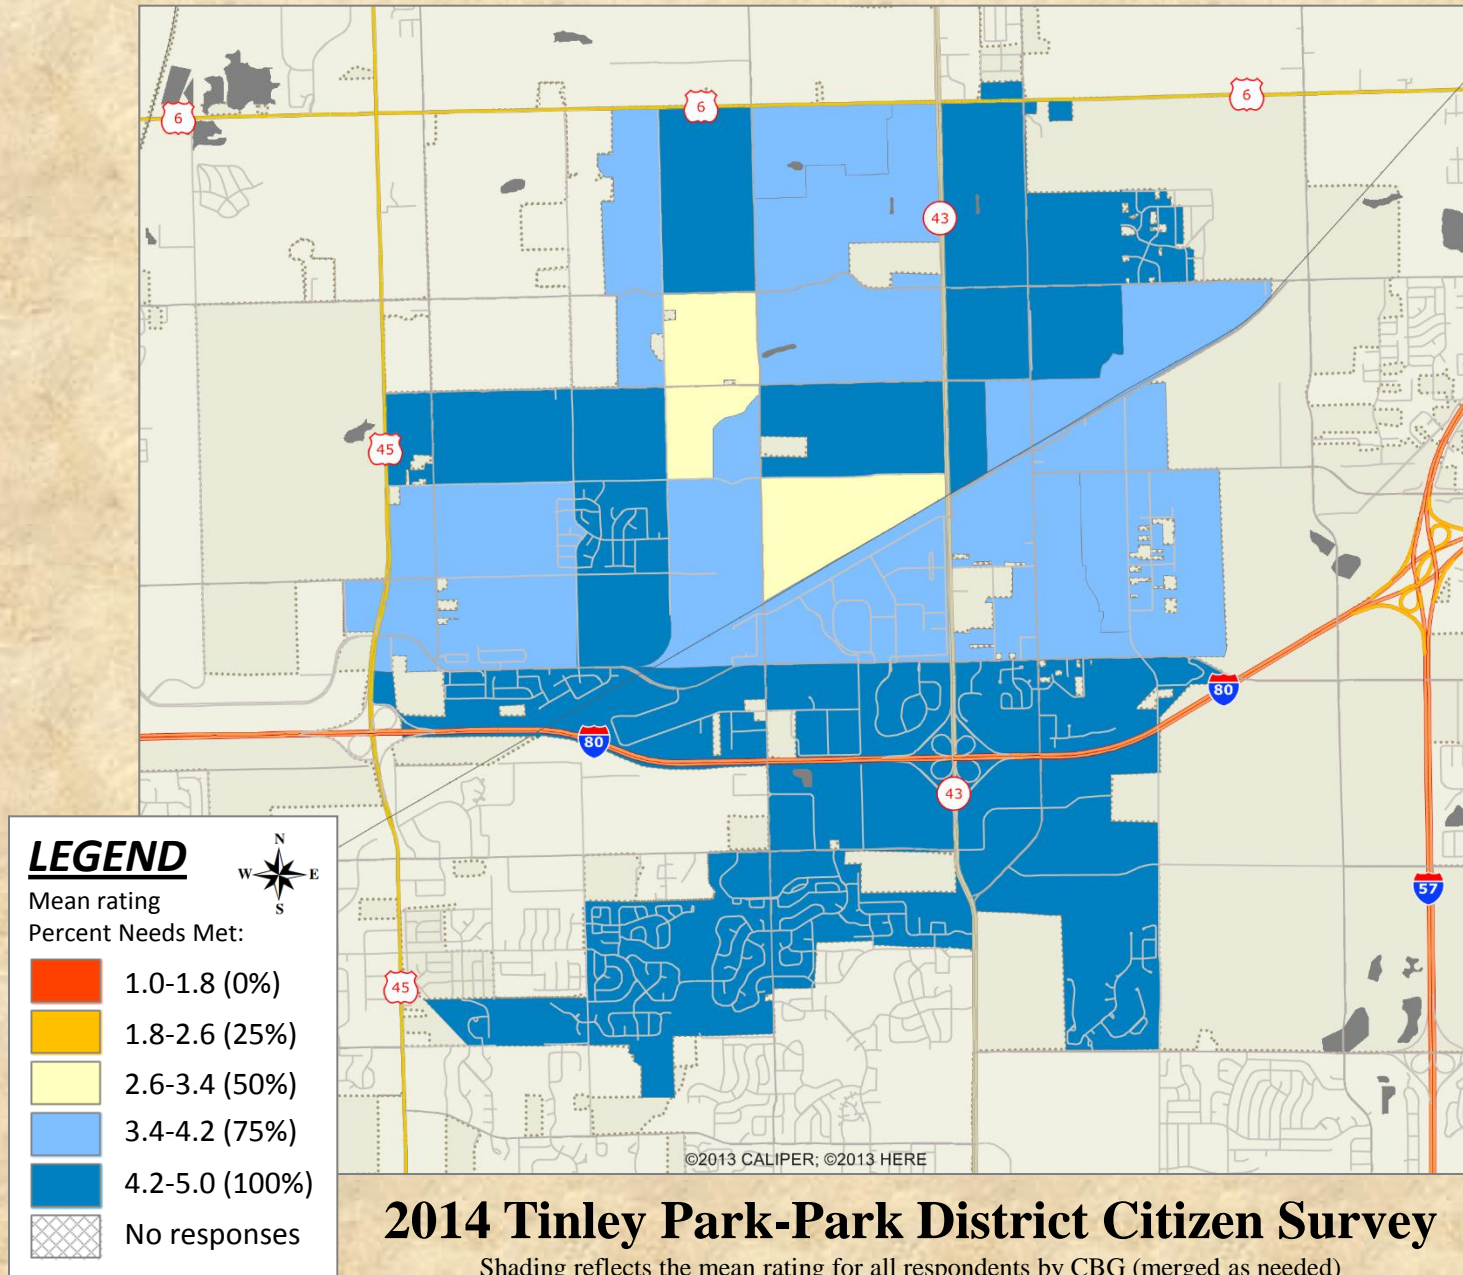 6
6
6
43
45
80
80
43
57
45
©2013 CALIPER; ©2013 HERE
LEGEND
N
W E
S
Mean rating
Percent Needs Met:
1.0-1.8 (0%)
1.8-2.6 (25%)
2.6-3.4 (50%)
3.4-4.2 (75%)
4.2-5.0 (100%)
No responses
2014 Tinley Park-Park District Citizen Survey
Shading reflects the mean rating for all respondents by CBG (merged as needed)